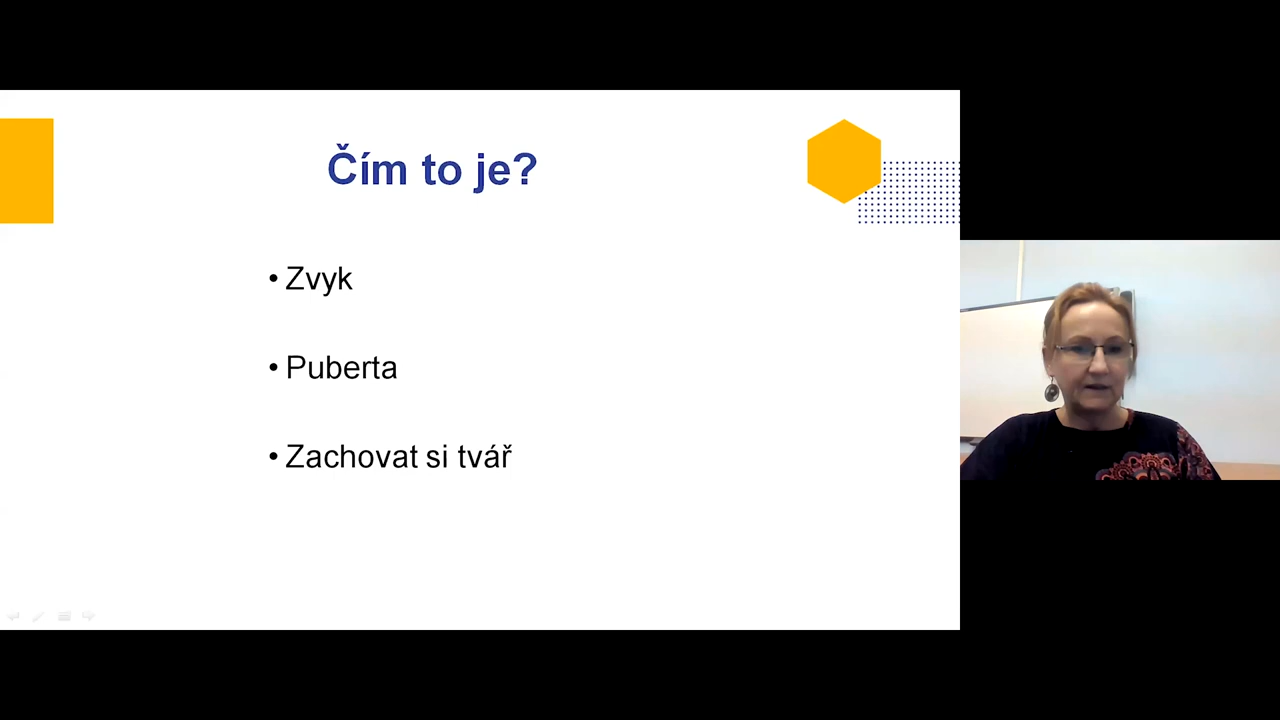 Čím to je?
• Zvyk
• Puberta
• Zachovat si tvář